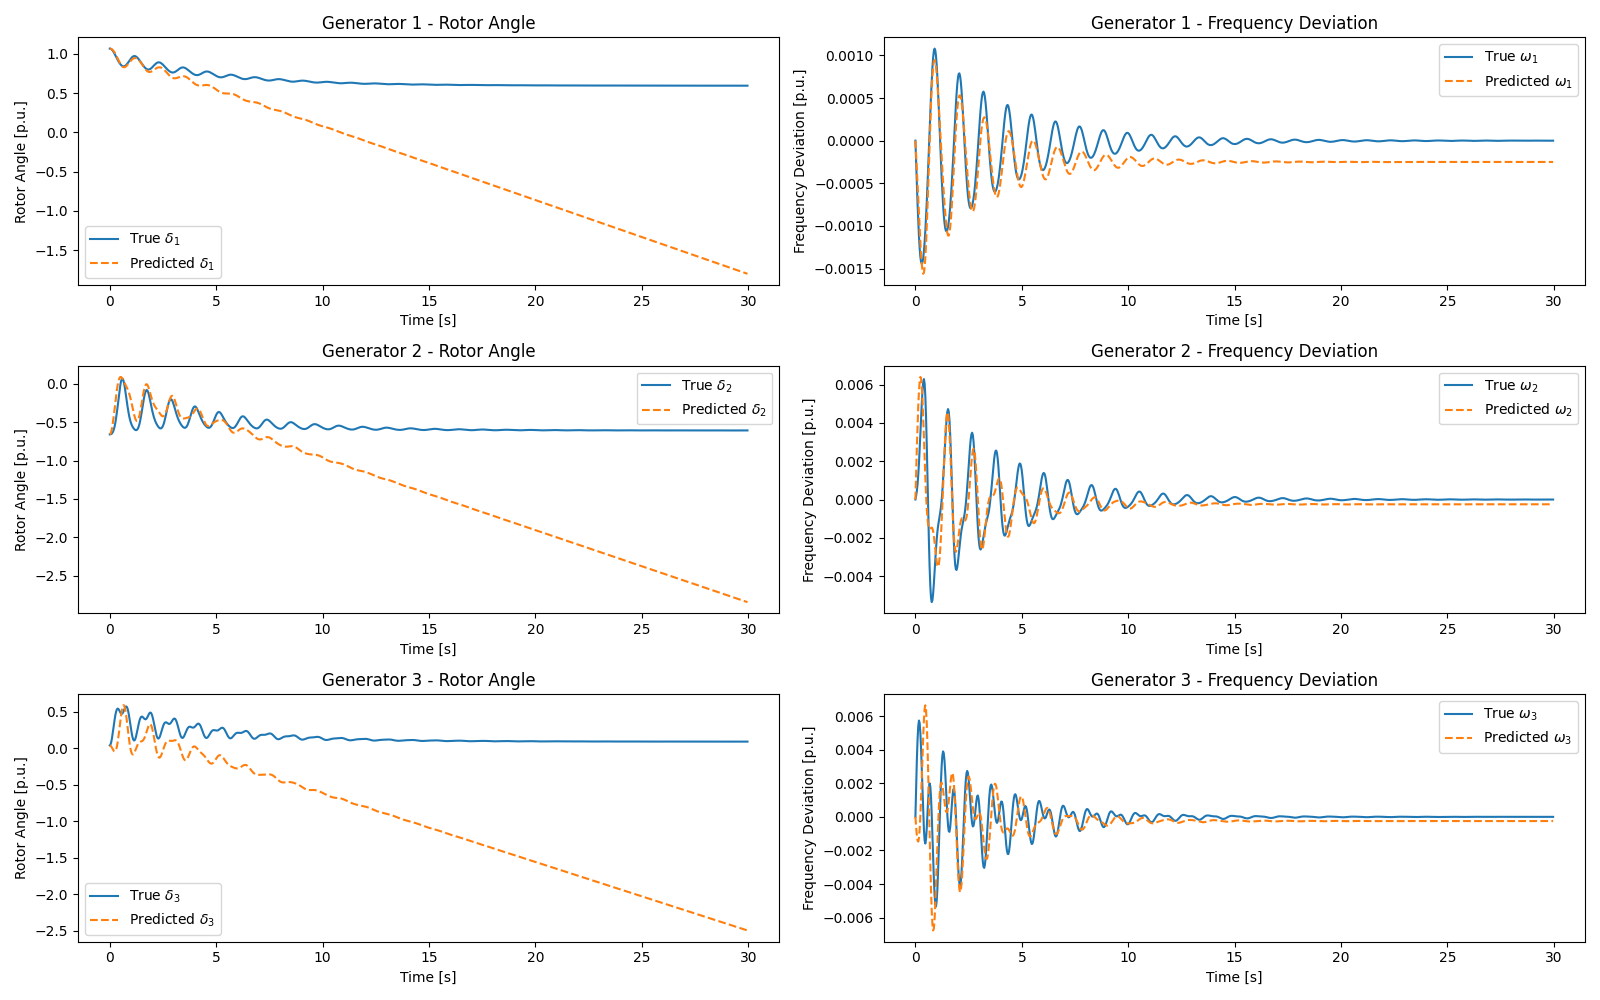 Generator 1 - Rotor Angle
Rotor Angle [p.u.]
1.0
0.5
0.0
−0.5
−1.0
−1.5
True δ1
Predicted δ1
0 5 10 15 20 25 30
Time [s]
Generator 1 - Frequency Deviation
Frequency Deviation [p.u.]
0.0010
0.0005
0.0000
−0.0005
−0.0010
−0.0015
True ω1
Predicted ω1
0 5 10 15 20 25 30
Time [s]
Generator 2 - Rotor Angle
Rotor Angle [p.u.]
0.0
−0.5
−1.0
−1.5
−2.0
−2.5
True δ2
Predicted δ2
0 5 10 15 20 25 30
Time [s]
Generator 2 - Frequency Deviation
Frequency Deviation [p.u.]
0.006
0.004
0.002
0.000
−0.002
−0.004
True ω2
Predicted ω2
0 5 10 15 20 25 30
Time [s]
Generator 3 - Rotor Angle
Rotor Angle [p.u.]
0.5
0.0
−0.5
−1.0
−1.5
−2.0
−2.5
True δ3
Predicted δ3
0 5 10 15 20 25 30
Time [s]
Generator 3 - Frequency Deviation
Frequency Deviation [p.u.]
0.006
0.004
0.002
0.000
−0.002
−0.004
−0.006
True ω3
Predicted ω3
0 5 10 15 20 25 30
Time [s]